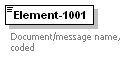 Element-1001
Document/message name,
coded